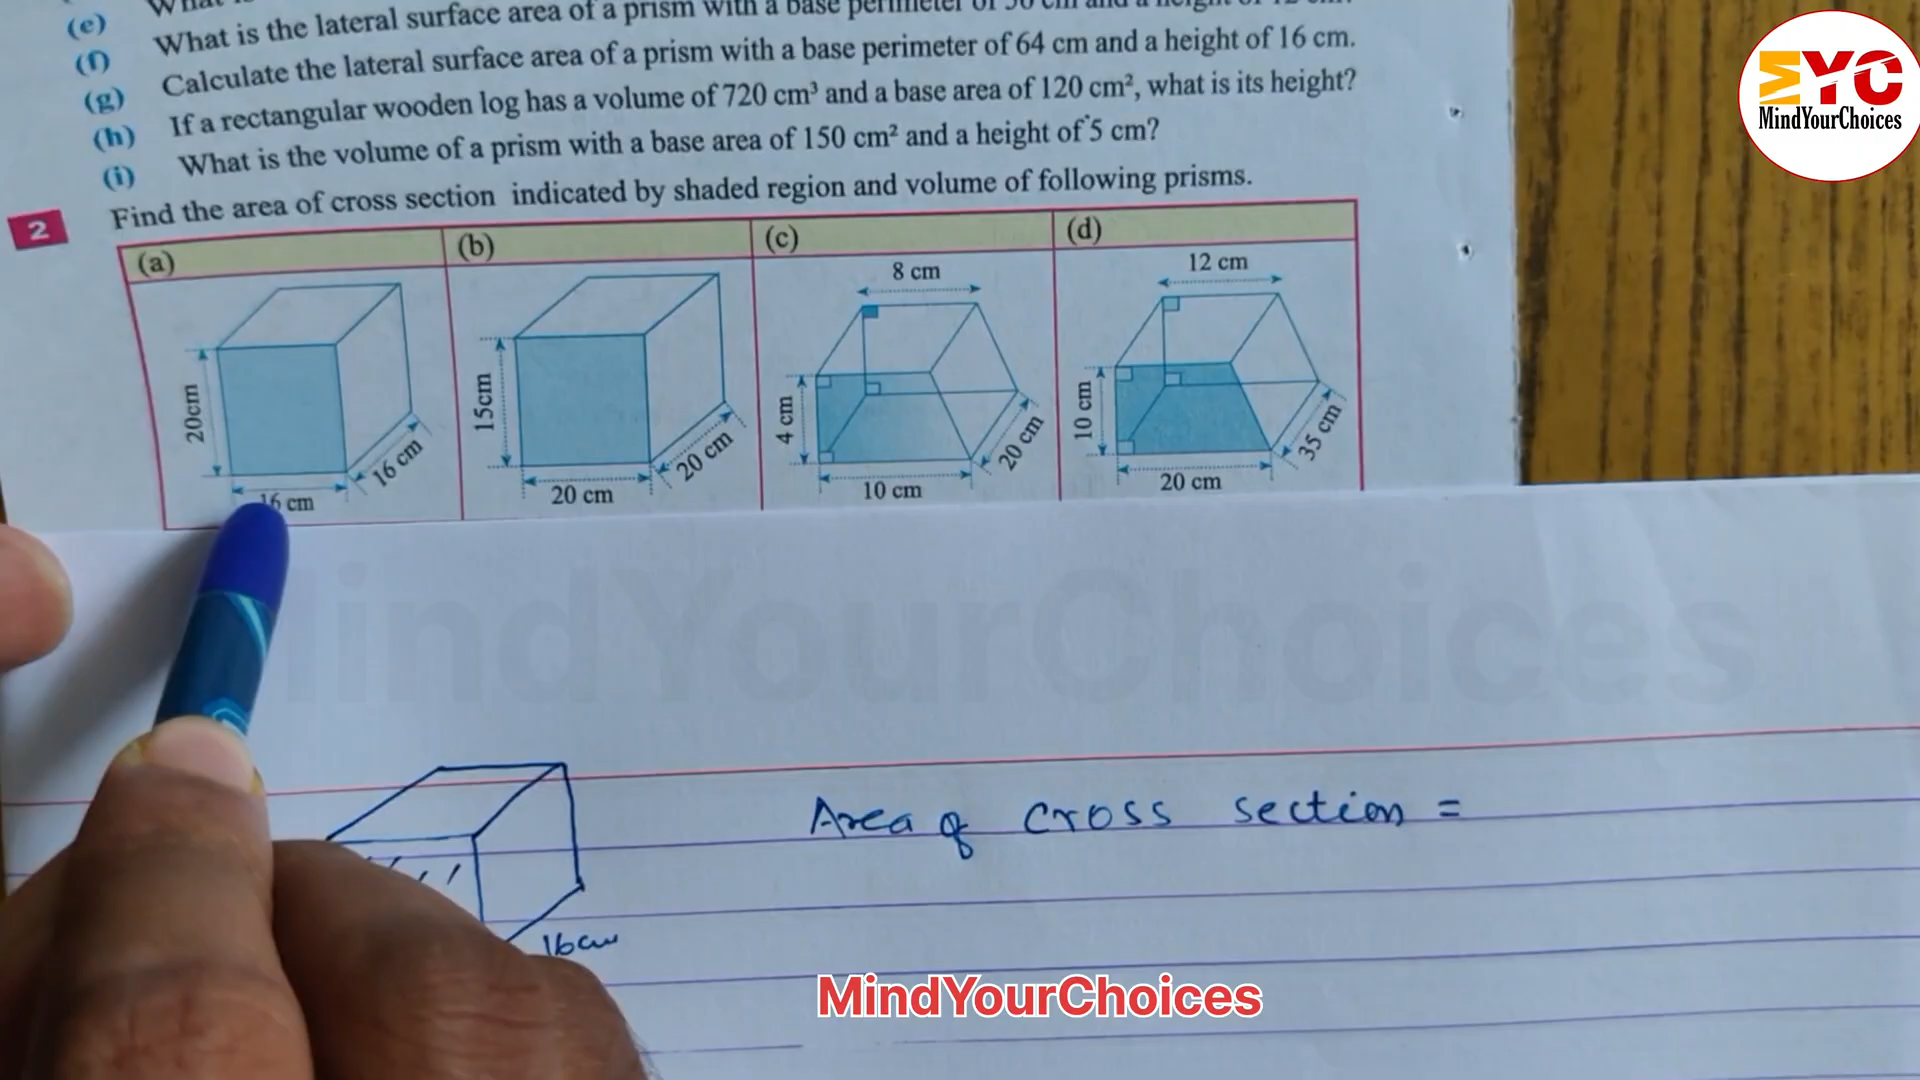 (e)
(f) What is the lateral surface area of a prism with a base perimeter of
(g) Calculate the lateral surface area of a prism with a base perimeter of 64 cm and a height of 16 cm.
(h) If a rectangular wooden log has a volume of 720 cm³ and a base area of 120 cm², what is its height?
(i) What is the volume of a prism with a base area of 150 cm² and a height of 5 cm?
2 Find the area of cross section indicated by shaded region and volume of following prisms.
(a) (b) (c) (d)
20cm 16 cm 16 cm
15cm 20 cm 20 cm
8 cm 4 cm 20 cm 10 cm
12 cm 10 cm 35 cm 20 cm
MYC
MindYourChoices
MindYourChoices
Area of cross section =
16cm
MindYourChoices